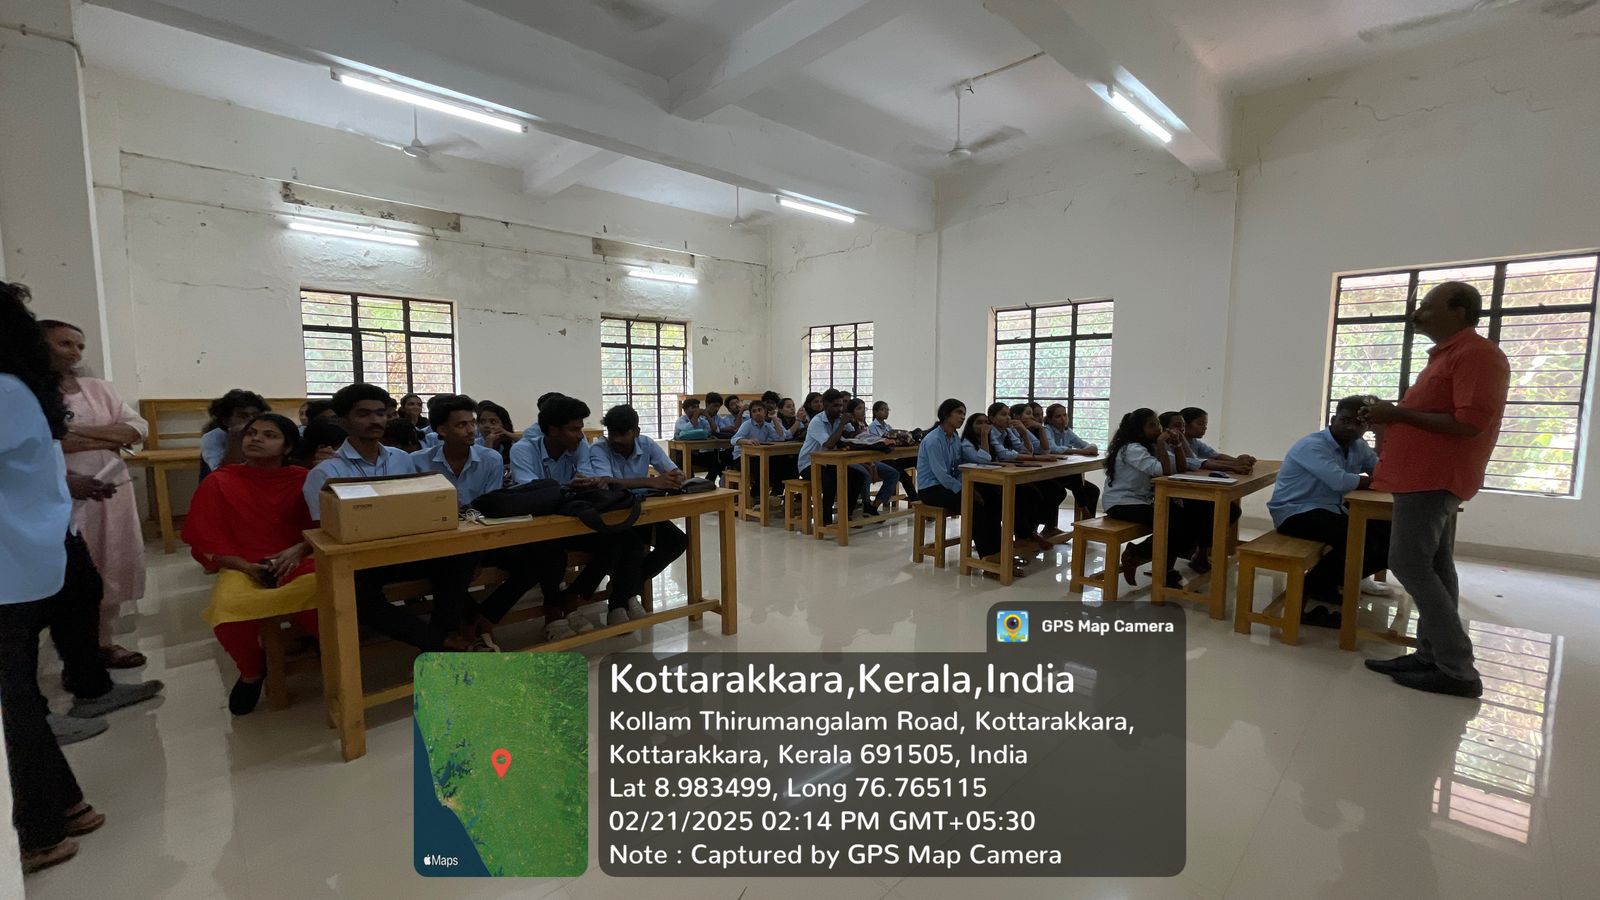 GPS Map Camera
Kottarakkara,Kerala,India
Kollam Thirumangalam Road, Kottarakkara,
Kottarakkara, Kerala 691505, India
Lat 8.983499, Long 76.765115
02/21/2025 02:14 PM GMT+05:30
Note : Captured by GPS Map Camera
Maps
EPSON